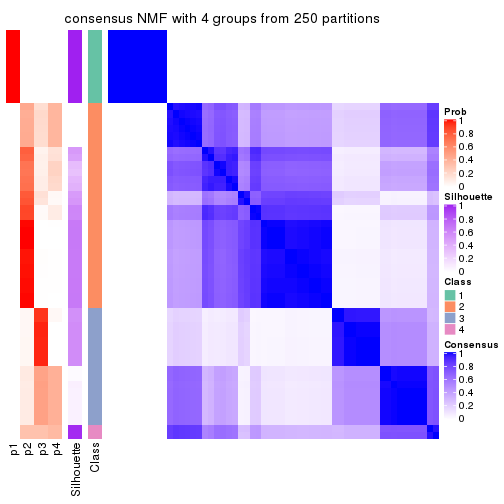 consensus NMF with 4 groups from 250 partitions
Prob
1
0.8
0.6
0.4
0.2
0
Silhouette
1
0.8
0.6
0.4
0.2
0
Class
1
2
3
4
Consensus
1
0.8
0.6
0.4
0.2
0
p1
p2
p3
p4
Silhouette
Class